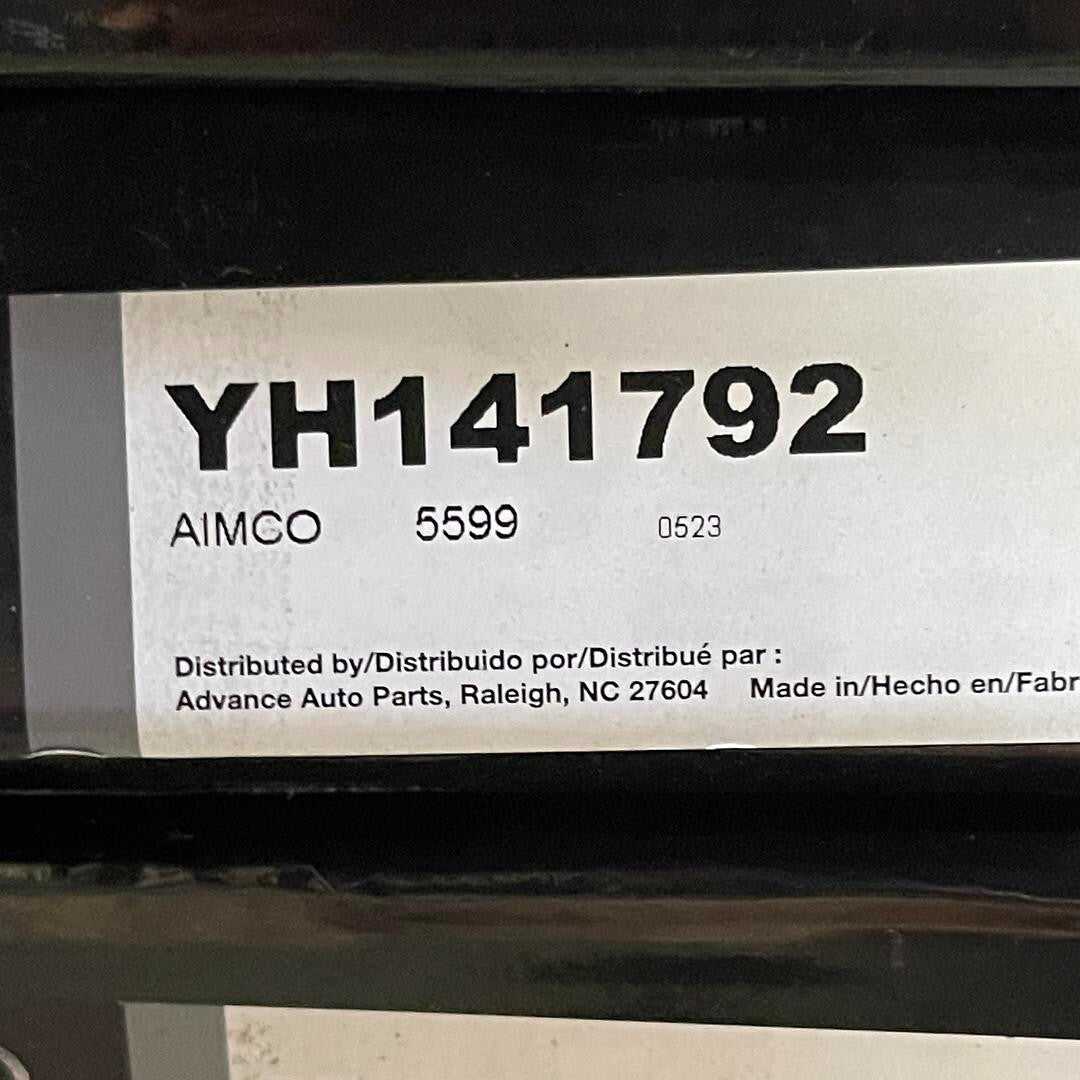 YH141792
AIMCO 5599 0523
Distributed by/Distribuido por/Distribué par :
Advance Auto Parts, Raleigh, NC 27604 Made in/Hecho en/Fabr